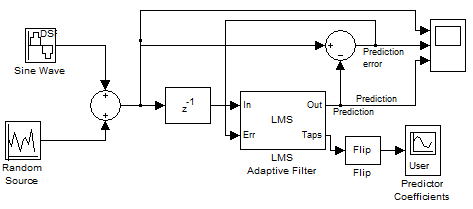 DSP
Sine Wave
Random
Source
+
+
z-1
+
−
Prediction
error
In
Out
LMS
Err
Taps
LMS
Adaptive Filter
Prediction
Prediction
Flip
Flip
User
Predictor
Coefficients